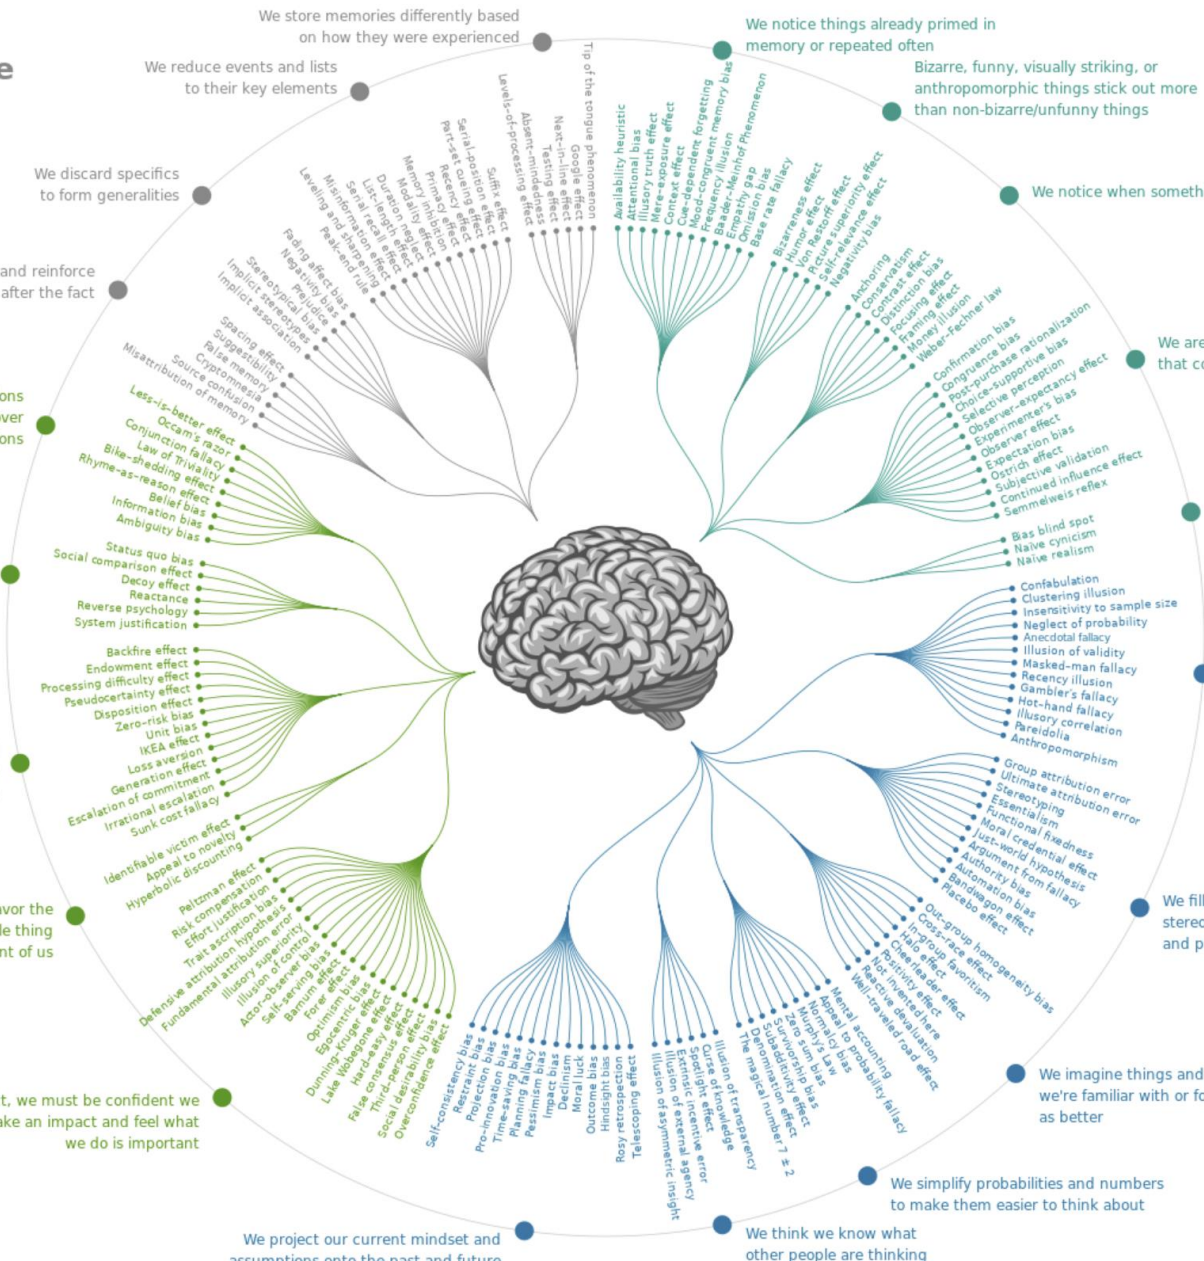 e
We store memories differently based
on how they were experienced
We reduce events and lists
to their key elements
We discard specifics
to form generalities
and reinforce
after the fact
We notice things already primed in
memory or repeated often
Bizarre, funny, visually striking, or
anthropomorphic things stick out more
than non-bizarre/unfunny things
We notice when someth
We are
that co
Tip of the tongue phenomenon
Google effect
Next-in-line effect
Testing effect
Absent-mindedness
Levels-of-processing effect
Suffix effect
Serial-position effect
Part-set cueing effect
Recency effect
Primacy effect
Memory inhibition
Modality effect
Duration neglect
List-length effect
Serial recall effect
Misinformation effect
Leveling and sharpening
Peak-end rule
Fading affect bias
Negativity bias
Prejudice
Stereotypical bias
Implicit stereotypes
Implicit association
Spacing effect
Suggestibility
False memory
Cryptomnesia
Source confusion
Misattribution of memory
Availability heuristic
Attentional bias
Illusory truth effect
Mere-exposure effect
Context effect
Cue-dependent forgetting
Mood-congruent memory bias
Frequency illusion
Baader-Meinhof Phenomenon
Empathy gap
Omission bias
Base rate fallacy
Bizarreness effect
Humor effect
Von Restorff effect
Picture superiority effect
Self-relevance effect
Negativity bias
Anchoring
Conservatism
Contrast effect
Distinction bias
Focusing effect
Framing effect
Money illusion
Weber-Fechner law
Confirmation bias
Congruence bias
Post-purchase rationalization
Choice-supportive bias
Selective perception
Observer-expectancy effect
Experimenter's bias
Observer effect
Expectation bias
Ostrich effect
Subjective validation
Continued influence effect
Semmelweis reflex
Bias blind spot
Naïve cynicism
Naïve realism
Confabulation
Clustering illusion
Insensitivity to sample size
Neglect of probability
Anecdotal fallacy
Illusion of validity
Masked-man fallacy
Recency illusion
Gambler's fallacy
Hot-hand fallacy
Illusory correlation
Pareidolia
Anthropomorphism
Group attribution error
Ultimate attribution error
Stereotyping
Essentialism
Functional fixedness
Moral credential effect
Just-world hypothesis
Argument from fallacy
Authority bias
Automation bias
Bandwagon effect
Placebo effect
Out-group homogeneity bias
Cross-race effect
In-group favoritism
Halo effect
Cheerleader effect
Positivity effect
Not invented here
Reactive devaluation
Well-traveled road effect
Mental accounting
Appeal to probability fallacy
Normalcy bias
Murphy's Law
Zero sum bias
Survivorship bias
Subadditivity effect
Denomination effect
The magical number 7 ± 2
Illusion of transparency
Curse of knowledge
Spotlight effect
Extrinsic incentive error
Illusion of external agency
Illusion of asymmetric insight
Telescoping effect
Rosy retrospection
Hindsight bias
Outcome bias
Moral luck
Declinism
Impact bias
Pessimism bias
Planning fallacy
Time-saving bias
Pro-innovation bias
Projection bias
Restraint bias
Self-consistency bias
ons
over
ons
Less-is-better effect
Occam's razor
Conjunction fallacy
Law of Triviality
Bike-shedding effect
Rhyme-as-reason effect
Belief bias
Information bias
Ambiguity bias
Status quo bias
Social comparison effect
Decoy effect
Reactance
Reverse psychology
System justification
Backfire effect
Endowment effect
Processing difficulty effect
Pseudocertainty effect
Disposition effect
Zero-risk bias
Unit bias
IKEA effect
Loss aversion
Generation effect
Escalation of commitment
Irrational escalation
Sunk cost fallacy
Identifiable victim effect
Appeal to novelty
Hyperbolic discounting
Peltzman effect
Risk compensation
Effort justification
Trait ascription bias
Defensive attribution hypothesis
Fundamental attribution error
Illusory superiority
Illusion of control
Actor-observer bias
Self-serving bias
Barnum effect
Forer effect
Optimism bias
Egocentric bias
Dunning-Kruger effect
Lake Wobegone effect
Hard-easy effect
False consensus effect
Third-person effect
Social desirability bias
Overconfidence effect
avor the
le thing
nt of us
t, we must be confident we
ake an impact and feel what
we do is important
We fill
stereo
and p
We imagine things and
we're familiar with or fo
as better
We simplify probabilities and numbers
to make them easier to think about
We think we know what
other people are thinking
We project our current mindset and
assumptions onto the past and future